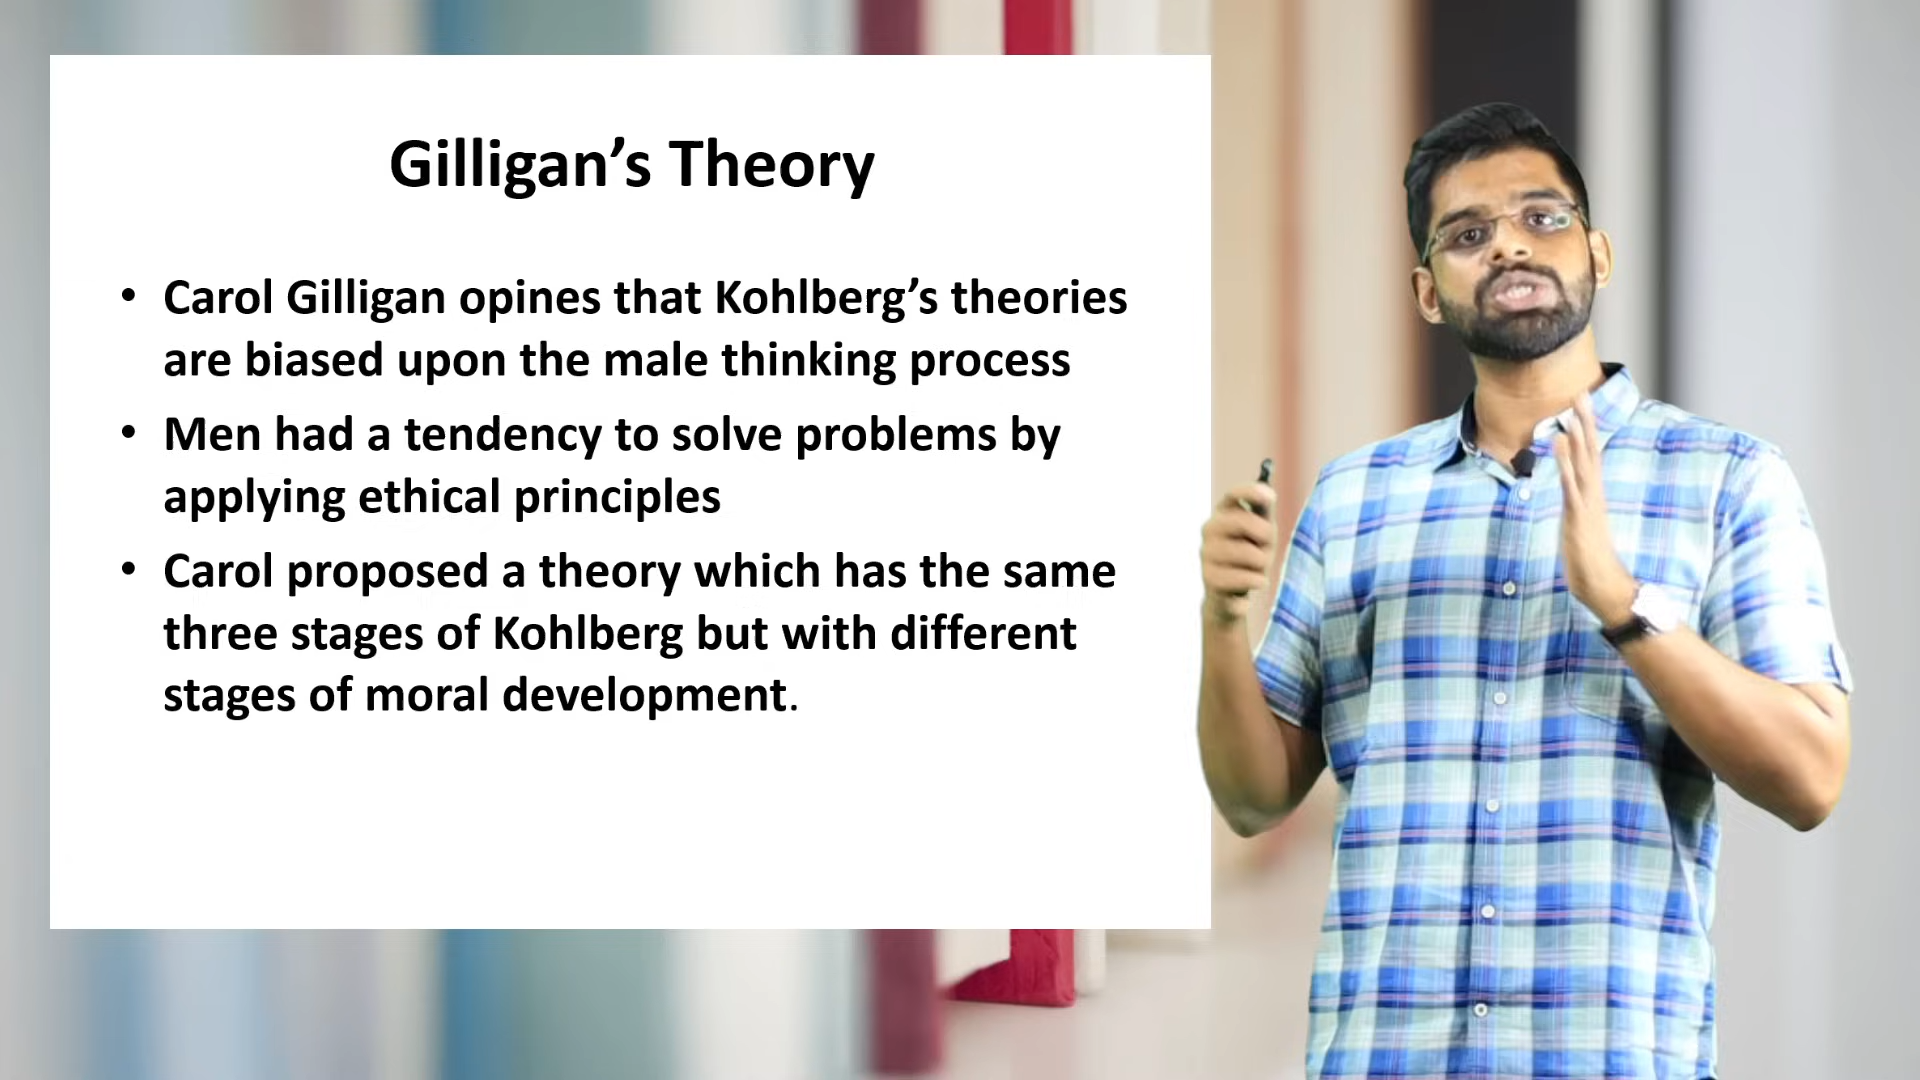 Gilligan’s Theory
• Carol Gilligan opines that Kohlberg’s theories
are biased upon the male thinking process
• Men had a tendency to solve problems by
applying ethical principles
• Carol proposed a theory which has the same
three stages of Kohlberg but with different
stages of moral development.